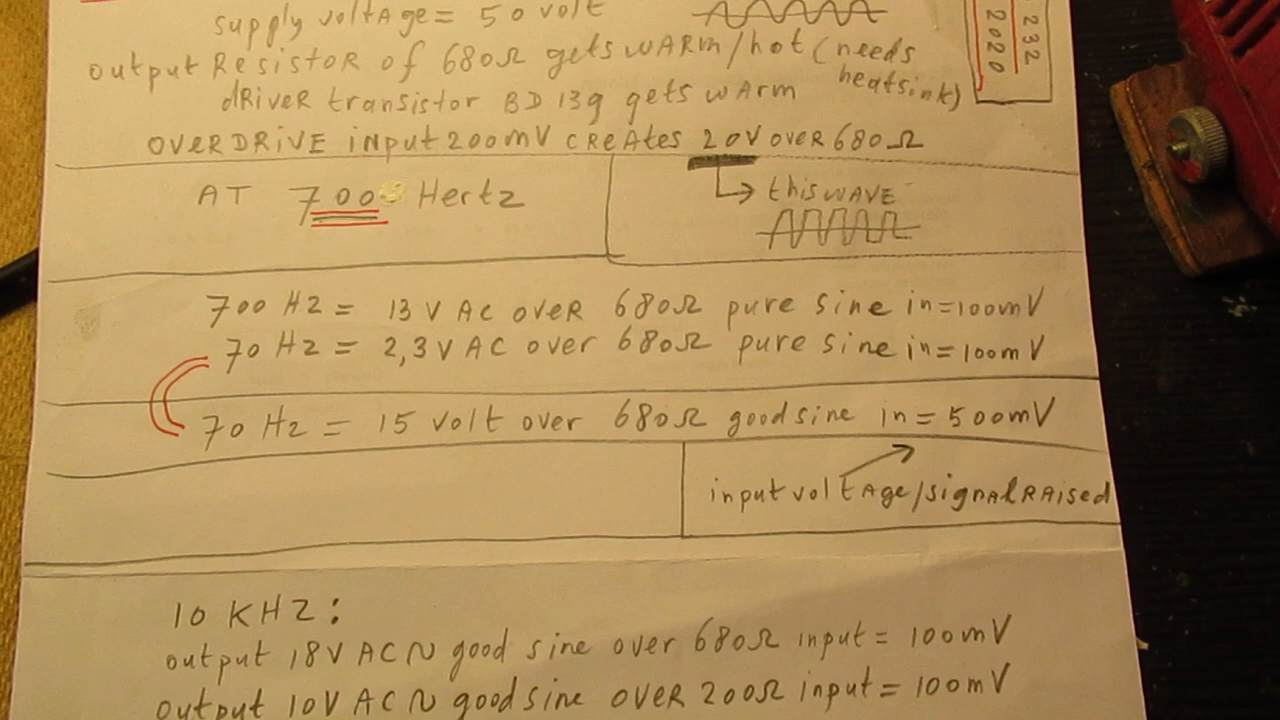 supply voltage = 50 volt
output Resistor of 680Ω gets warm/hot (needs heatsink)
driver transistor BD 139 gets warm
OVERDRIVE input 200mV creates 20V over 680Ω
232
2020
AT 700 Hertz
this WAVE
700 HZ = 13 V AC over 680Ω pure sine in=100mV
70 HZ = 2,3 V AC over 680Ω pure sine in=100mV
70 HZ = 15 volt over 680Ω good sine in = 500mV
input voltage/signal raised
10 KHZ:
output 18V AC∿ good sine over 680Ω input = 100mV
output 10V AC∿ good sine over 200Ω input = 100mV